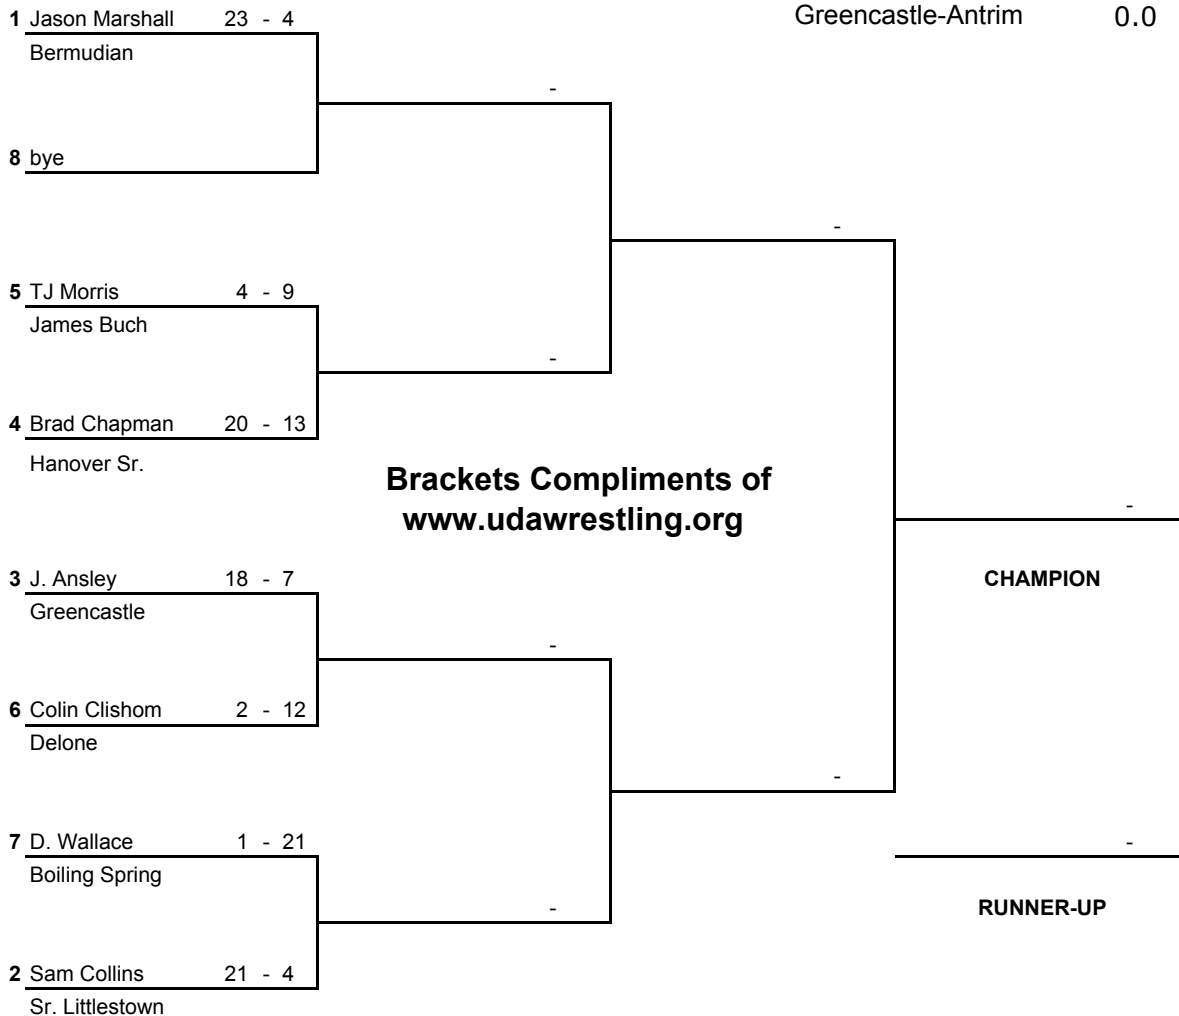 1 Jason Marshall 23 - 4
Greencastle-Antrim 0.0
Bermudian
-
8 bye
-
5 TJ Morris 4 - 9
James Buch
-
4 Brad Chapman 20 - 13
Hanover Sr.
Brackets Compliments of
www.udawrestling.org
-
3 J. Ansley 18 - 7
CHAMPION
Greencastle
-
6 Colin Clishom 2 - 12
Delone
-
7 D. Wallace 1 - 21
-
Boiling Spring
-
RUNNER-UP
2 Sam Collins 21 - 4
Sr. Littlestown